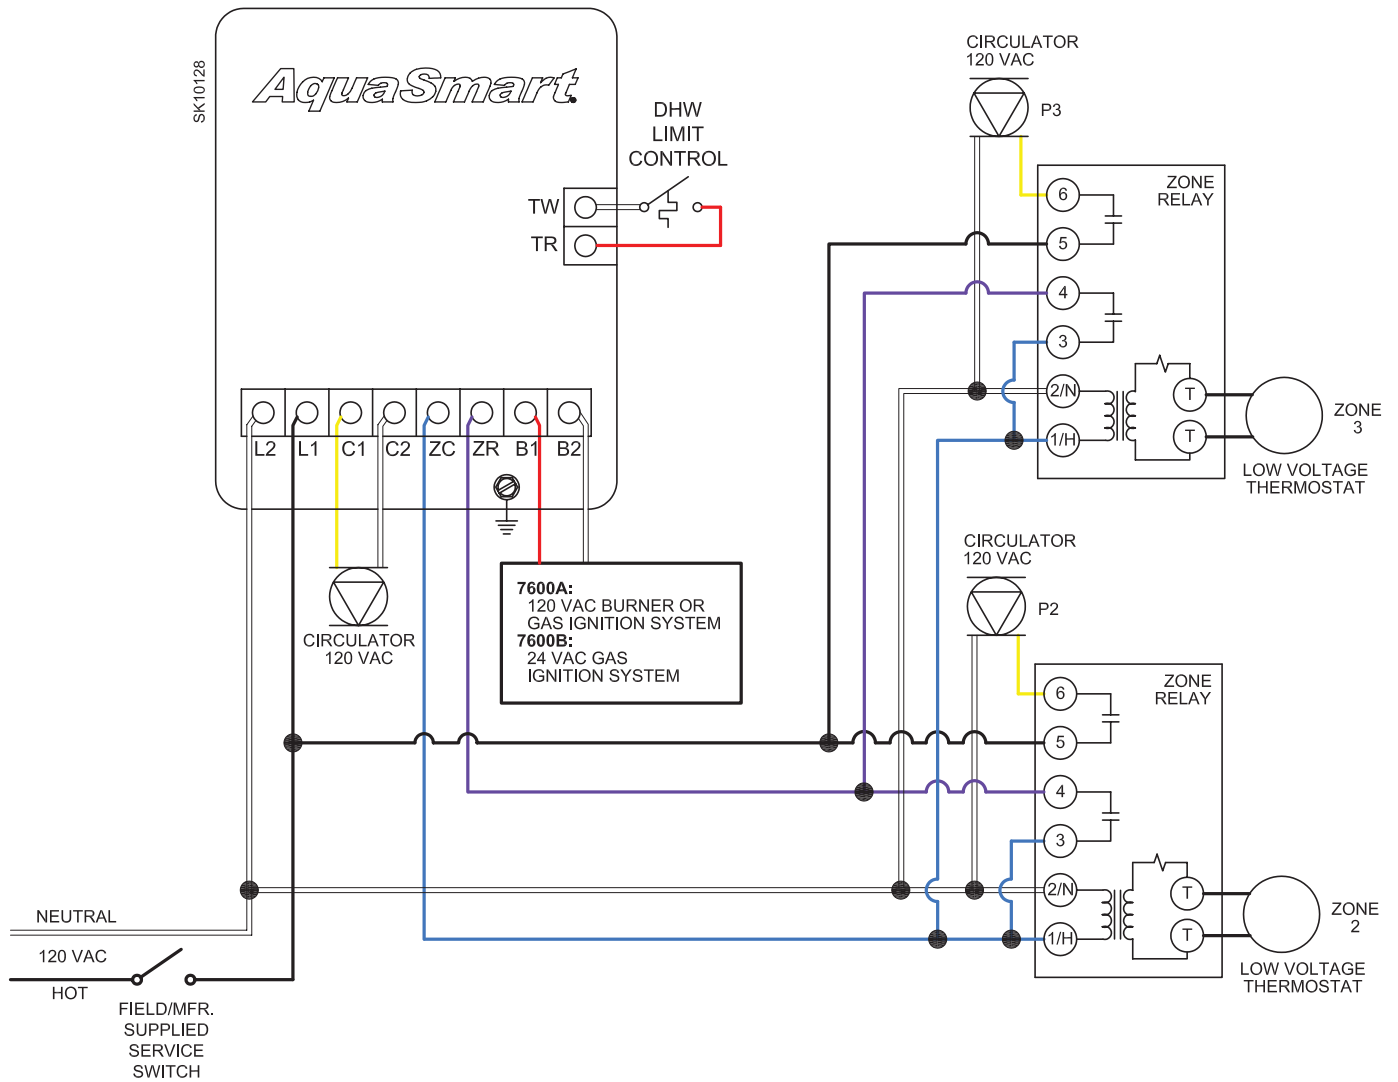 SK10128
AquaSmart
DHW
LIMIT
CONTROL
TW
TR
L2 L1 C1 C2 ZC ZR B1 B2
CIRCULATOR
120 VAC
7600A:
120 VAC BURNER OR
GAS IGNITION SYSTEM
7600B:
24 VAC GAS
IGNITION SYSTEM
NEUTRAL
120 VAC
HOT
FIELD/MFR.
SUPPLIED
SERVICE
SWITCH
CIRCULATOR
120 VAC
P3
ZONE
RELAY
6
5
4
3
2/N
1/H
T
T
ZONE
3
LOW VOLTAGE
THERMOSTAT
CIRCULATOR
120 VAC
P2
ZONE
RELAY
6
5
4
3
2/N
1/H
T
T
ZONE
2
LOW VOLTAGE
THERMOSTAT